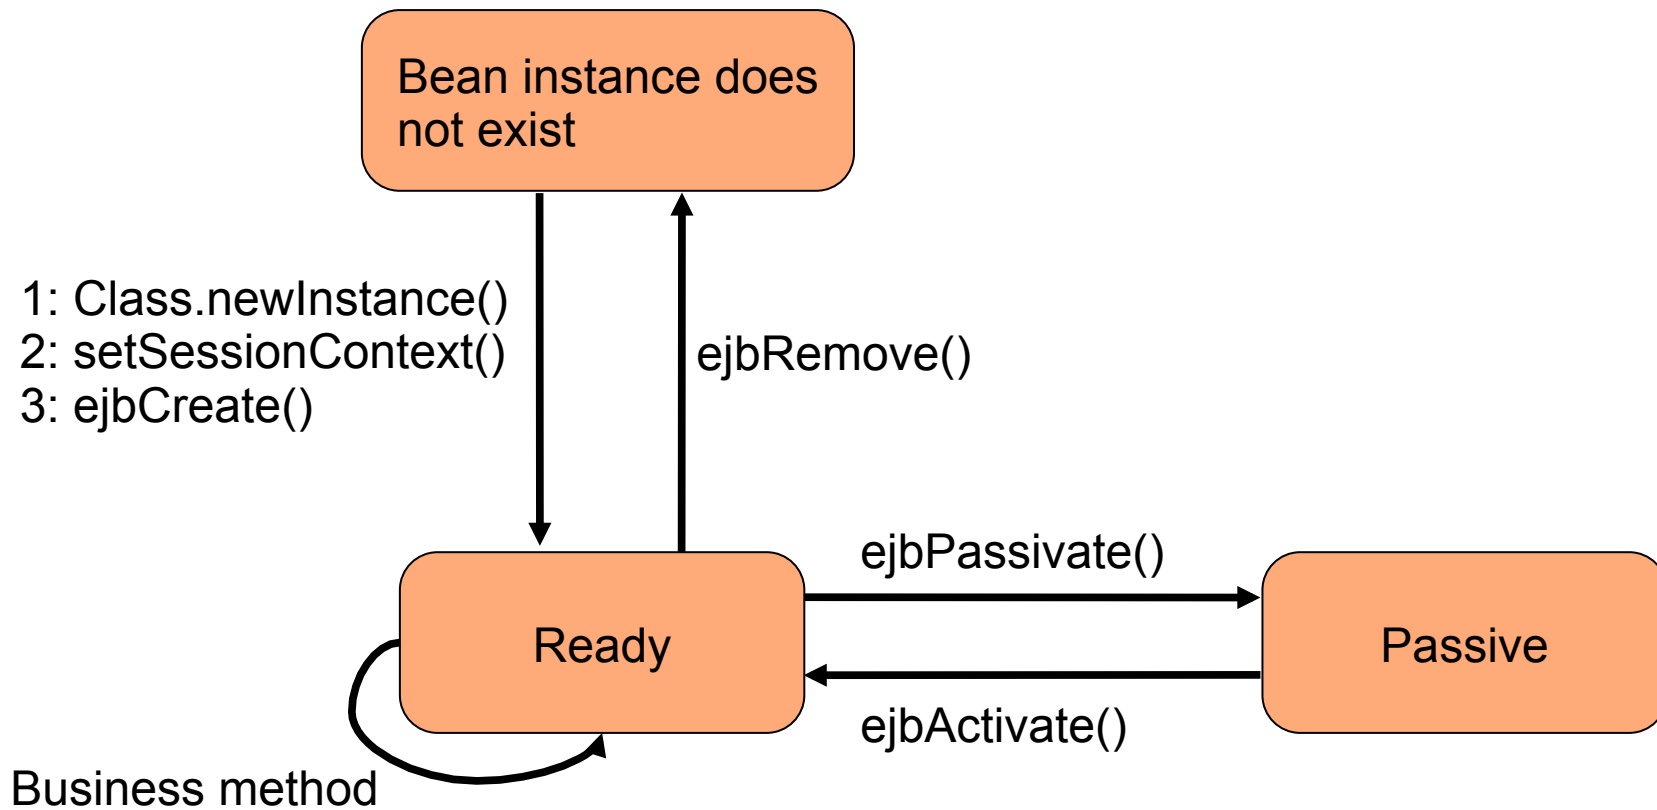 Bean instance does
not exist
1: Class.newInstance()
2: setSessionContext()
3: ejbCreate()
ejbRemove()
ejbPassivate()
Ready
Passive
ejbActivate()
Business method